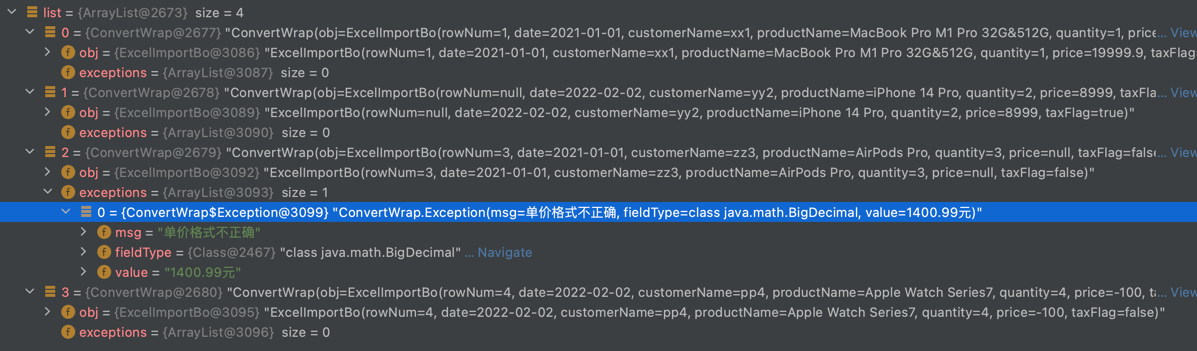 list = {ArrayList@2673} size = 4
0 = {ConvertWrap@2677} "ConvertWrap(obj=ExcelImportBo(rowNum=1, date=2021-01-01, customerName=xx1, productName=MacBook Pro M1 Pro 32G&512G, quantity=1, price... View
obj = {ExcelImportBo@3086} "ExcelImportBo(rowNum=1, date=2021-01-01, customerName=xx1, productName=MacBook Pro M1 Pro 32G&512G, quantity=1, price=19999.9, taxFlag
exceptions = {ArrayList@3087} size = 0
1 = {ConvertWrap@2678} "ConvertWrap(obj=ExcelImportBo(rowNum=null, date=2022-02-02, customerName=yy2, productName=iPhone 14 Pro, quantity=2, price=8999, taxFla... View
obj = {ExcelImportBo@3089} "ExcelImportBo(rowNum=null, date=2022-02-02, customerName=yy2, productName=iPhone 14 Pro, quantity=2, price=8999, taxFlag=true)"
exceptions = {ArrayList@3090} size = 0
2 = {ConvertWrap@2679} "ConvertWrap(obj=ExcelImportBo(rowNum=3, date=2021-01-01, customerName=zz3, productName=AirPods Pro, quantity=3, price=null, taxFlag=false... View
obj = {ExcelImportBo@3092} "ExcelImportBo(rowNum=3, date=2021-01-01, customerName=zz3, productName=AirPods Pro, quantity=3, price=null, taxFlag=false)"
exceptions = {ArrayList@3093} size = 1
0 = {ConvertWrap$Exception@3099} "ConvertWrap.Exception(msg=单价格式不正确, fieldType=class java.math.BigDecimal, value=1400.99元)"
msg = "单价格式不正确"
fieldType = {Class@2467} "class java.math.BigDecimal" ... Navigate
value = "1400.99元"
3 = {ConvertWrap@2680} "ConvertWrap(obj=ExcelImportBo(rowNum=4, date=2022-02-02, customerName=pp4, productName=Apple Watch Series7, quantity=4, price=-100, ta... View
obj = {ExcelImportBo@3095} "ExcelImportBo(rowNum=4, date=2022-02-02, customerName=pp4, productName=Apple Watch Series7, quantity=4, price=-100, taxFlag=false)"
exceptions = {ArrayList@3096} size = 0